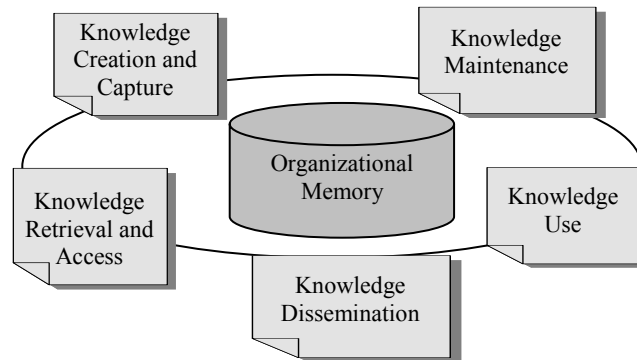 Knowledge
Creation and
Capture
Knowledge
Maintenance
Organizational
Memory
Knowledge
Retrieval and
Access
Knowledge
Use
Knowledge
Dissemination